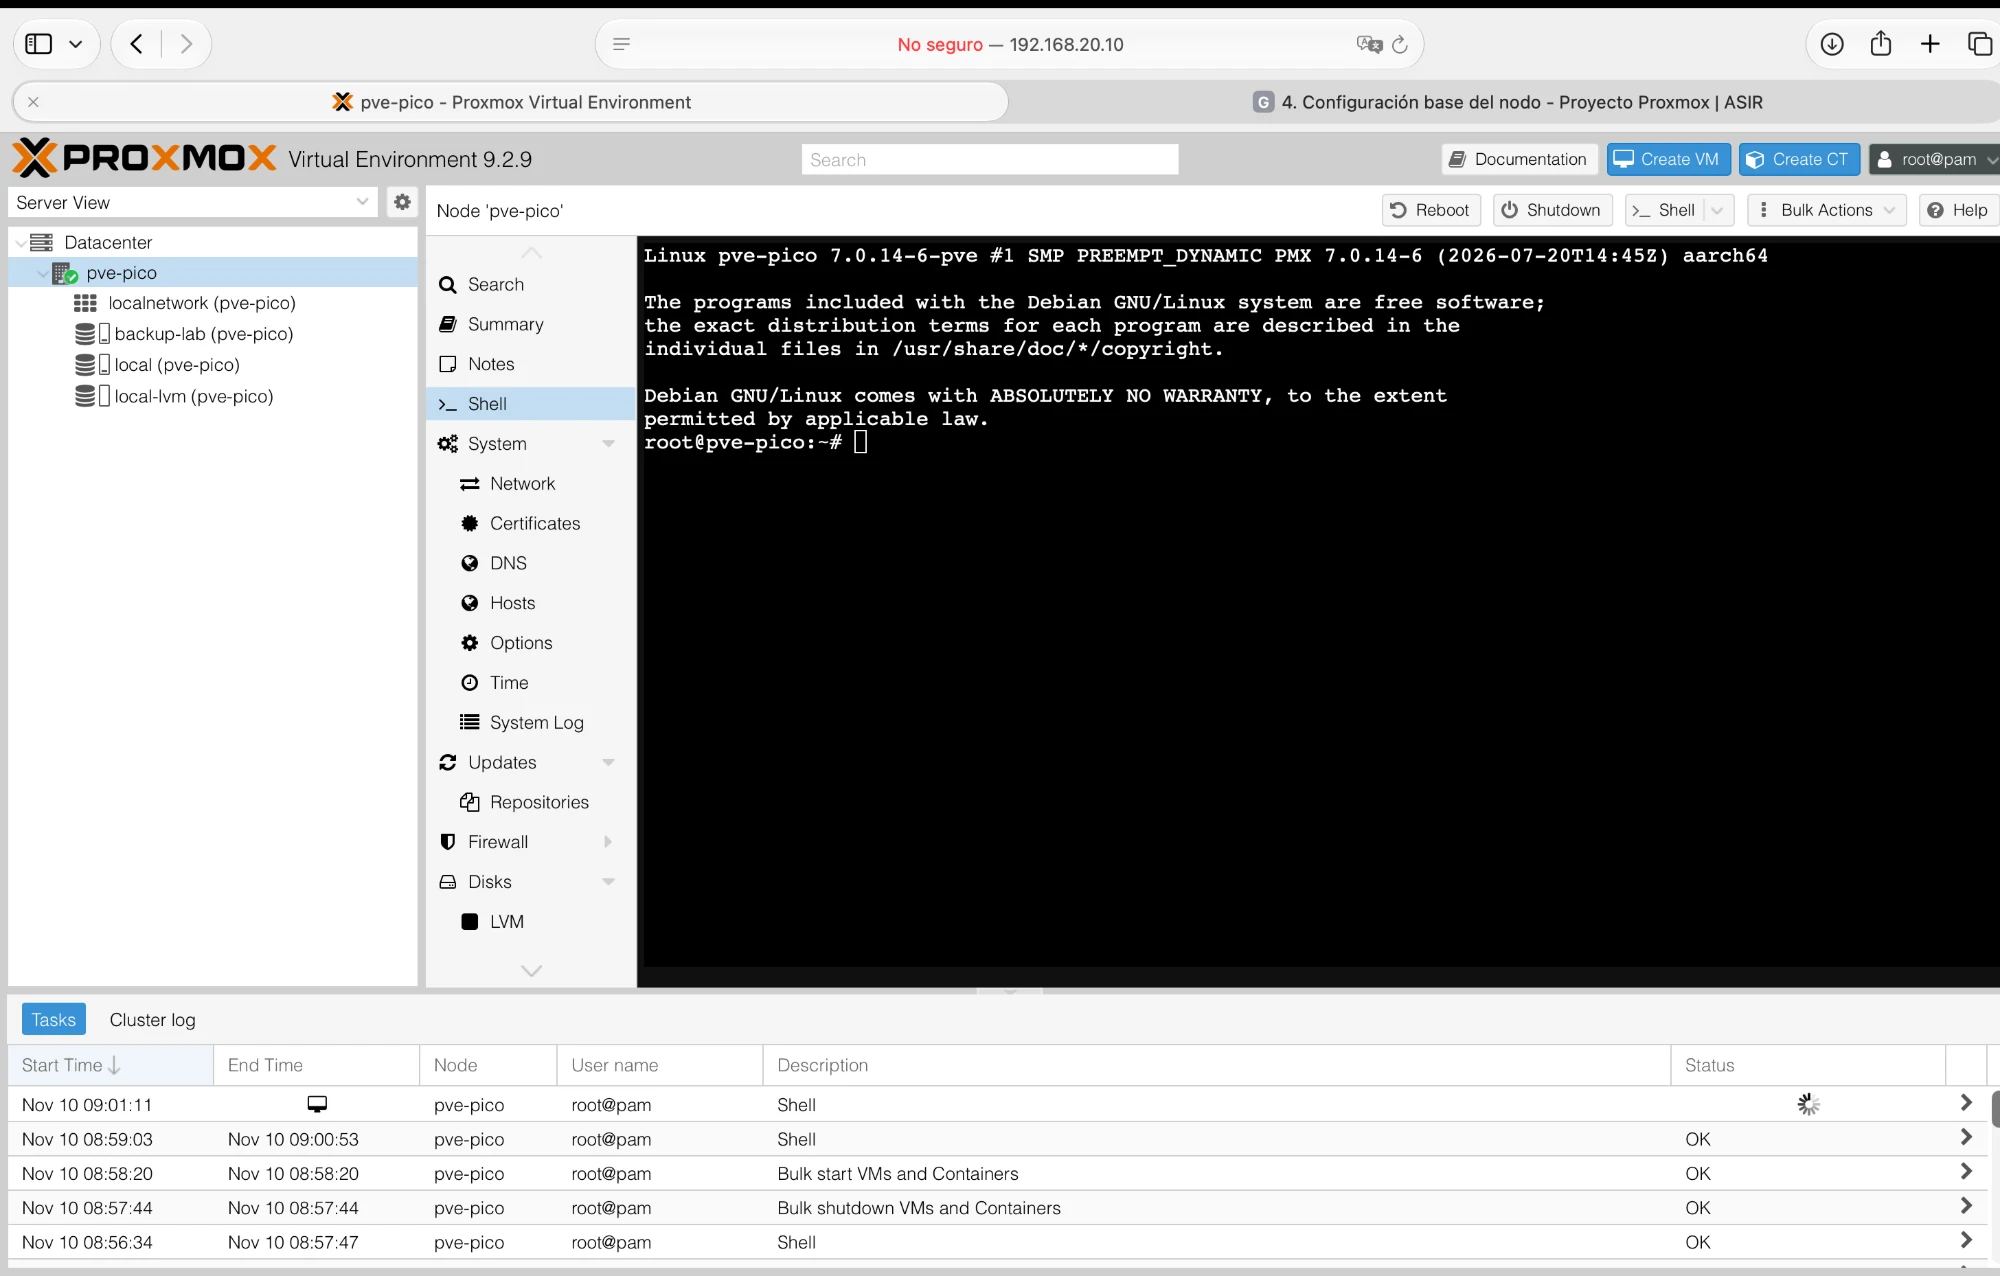 No seguro — 192.168.20.10
pve-pico - Proxmox Virtual Environment
G 4. Configuración base del nodo - Proyecto Proxmox | ASIR
PROXMOX Virtual Environment 9.2.9
Search
Documentation
Create VM
Create CT
root@pam
Server View
Node 'pve-pico'
Reboot
Shutdown
Shell
Bulk Actions
Help
Datacenter
pve-pico
localnetwork (pve-pico)
backup-lab (pve-pico)
local (pve-pico)
local-lvm (pve-pico)
Search
Summary
Notes
Shell
System
Network
Certificates
DNS
Hosts
Options
Time
System Log
Updates
Repositories
Firewall
Disks
LVM
Linux pve-pico 7.0.14-6-pve #1 SMP PREEMPT_DYNAMIC PMX 7.0.14-6 (2026-07-20T14:45Z) aarch64
The programs included with the Debian GNU/Linux system are free software;
the exact distribution terms for each program are described in the
individual files in /usr/share/doc/*/copyright.
Debian GNU/Linux comes with ABSOLUTELY NO WARRANTY, to the extent
permitted by applicable law.
root@pve-pico:~#
Tasks
Cluster log
Start Time End Time Node User name Description Status
Nov 10 09:01:11 pve-pico root@pam Shell
Nov 10 08:59:03 Nov 10 09:00:53 pve-pico root@pam Shell OK
Nov 10 08:58:20 Nov 10 08:58:20 pve-pico root@pam Bulk start VMs and Containers OK
Nov 10 08:57:44 Nov 10 08:57:44 pve-pico root@pam Bulk shutdown VMs and Containers OK
Nov 10 08:56:34 Nov 10 08:57:47 pve-pico root@pam Shell OK